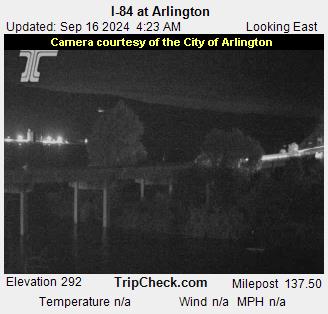 I-84 at Arlington
Updated: Sep 16 2024 4:23 AM Looking East
Camera courtesy of the City of Arlington
Elevation 292 TripCheck.com Milepost 137.50
Temperature n/a Wind n/a MPH n/a